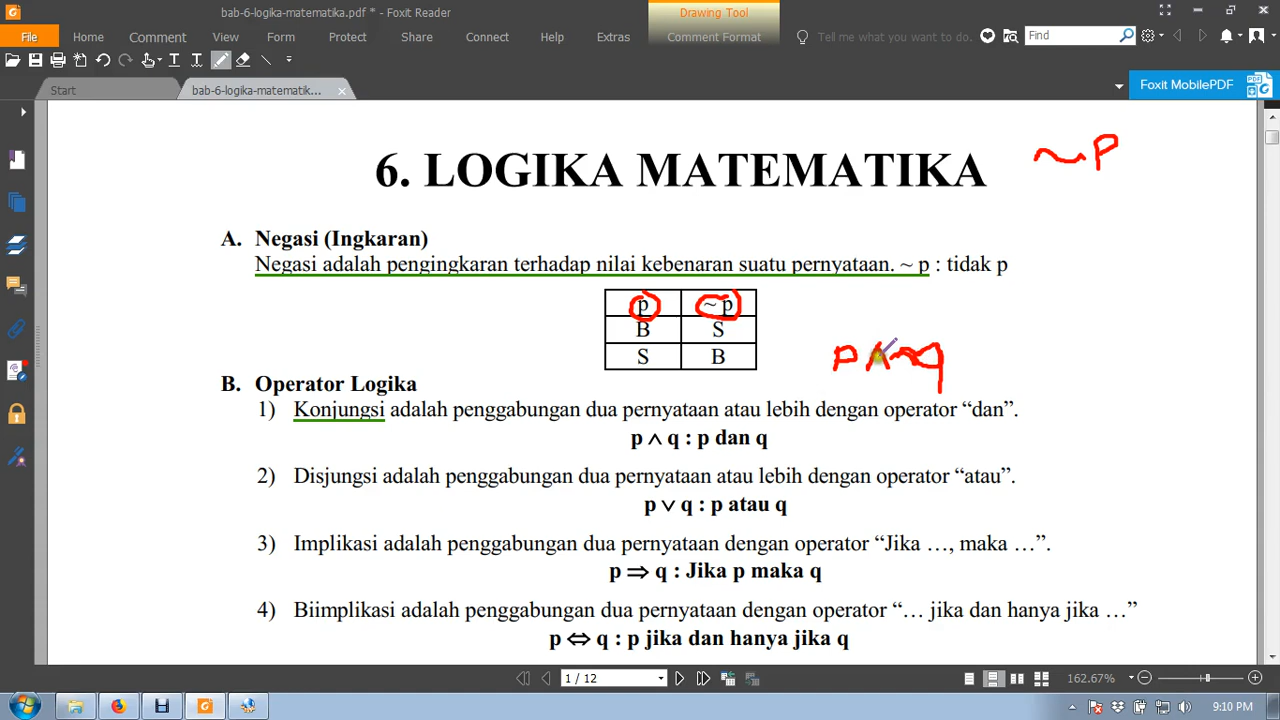 bab-6-logika-matematika.pdf * - Foxit Reader
Drawing Tool
File Home Comment View Form Protect Share Connect Help Extras Comment Format Tell me what you want to do.. Find
Start bab-6-logika-matematik... Foxit MobilePDF
6. LOGIKA MATEMATIKA ~P
A. Negasi (Ingkaran)
Negasi adalah pengingkaran terhadap nilai kebenaran suatu pernyataan. ~ p : tidak p
p ~ p
B S
S B
p ∧ ~q
B. Operator Logika
1) Konjungsi adalah penggabungan dua pernyataan atau lebih dengan operator “dan”.
p ∧ q : p dan q
2) Disjungsi adalah penggabungan dua pernyataan atau lebih dengan operator “atau”.
p ∨ q : p atau q
3) Implikasi adalah penggabungan dua pernyataan dengan operator “Jika …, maka …”.
p ⇒ q : Jika p maka q
4) Biimplikasi adalah penggabungan dua pernyataan dengan operator “… jika dan hanya jika …”
p ⇔ q : p jika dan hanya jika q
1 / 12 162.67%
9:10 PM